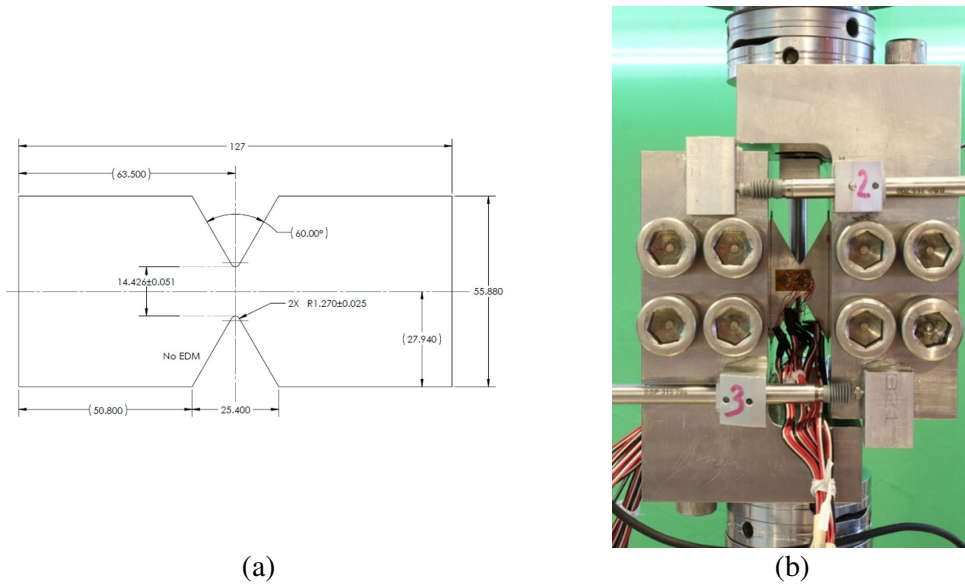 127
(63.500)
(60.00°)
14.426±0.051
2X R1.270±0.025
55.880
(27.940)
No EDM
(50.800)
25.400
2
3
(a)
(b)